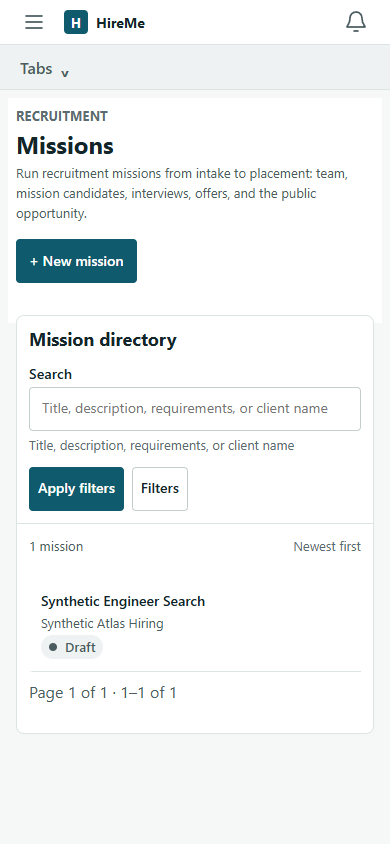 H HireMe
Tabs v
RECRUITMENT
Missions
Run recruitment missions from intake to placement: team,
mission candidates, interviews, offers, and the public
opportunity.
+ New mission
Mission directory
Search
Title, description, requirements, or client name
Title, description, requirements, or client name
Apply filters Filters
1 mission Newest first
Synthetic Engineer Search
Synthetic Atlas Hiring
Draft
Page 1 of 1 · 1–1 of 1